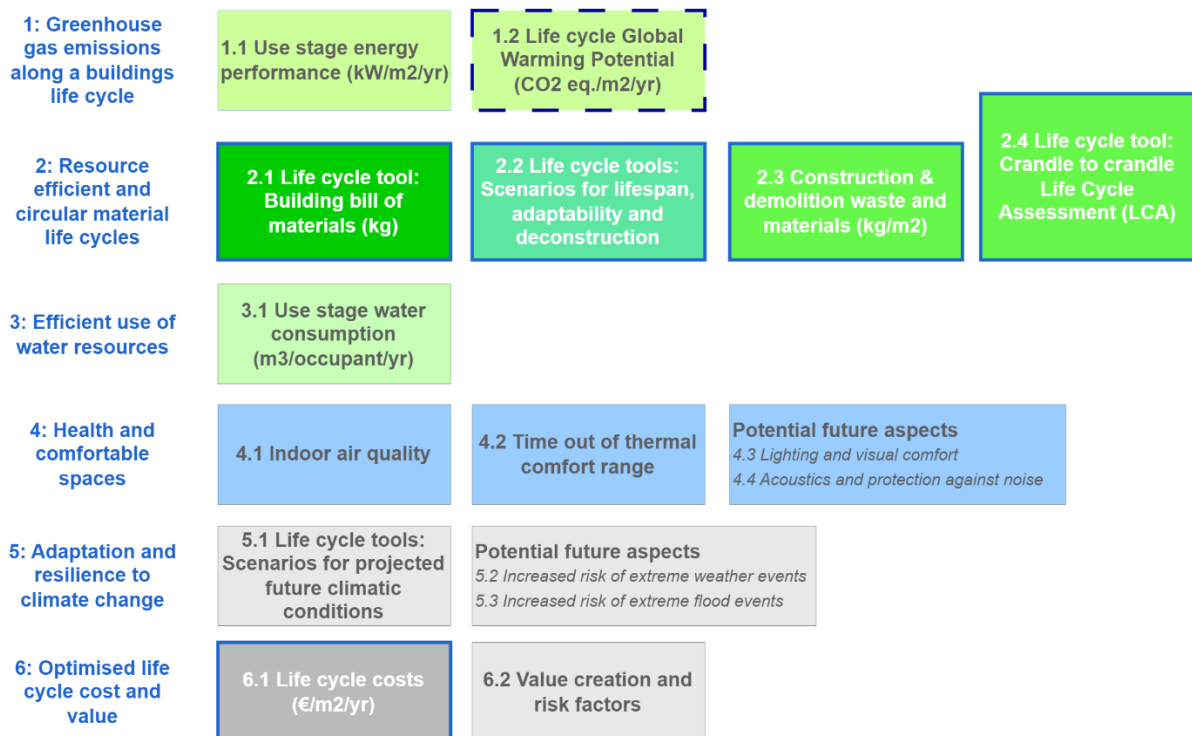 1: Greenhouse
gas emissions
along a buildings
life cycle
1.1 Use stage energy
performance (kW/m2/yr)
1.2 Life cycle Global
Warming Potential
(CO2 eq./m2/yr)
2: Resource
efficient and
circular material
life cycles
2.1 Life cycle tool:
Building bill of
materials (kg)
2.2 Life cycle tools:
Scenarios for lifespan,
adaptability and
deconstruction
2.3 Construction &
demolition waste and
materials (kg/m2)
2.4 Life cycle tool:
Crandle to crandle
Life Cycle
Assessment (LCA)
3: Efficient use of
water resources
3.1 Use stage water
consumption
(m3/occupant/yr)
4: Health and
comfortable
spaces
4.1 Indoor air quality
4.2 Time out of thermal
comfort range
Potential future aspects
4.3 Lighting and visual comfort
4.4 Acoustics and protection against noise
5: Adaptation and
resilience to
climate change
5.1 Life cycle tools:
Scenarios for projected
future climatic
conditions
Potential future aspects
5.2 Increased risk of extreme weather events
5.3 Increased risk of extreme flood events
6: Optimised life
cycle cost and
value
6.1 Life cycle costs
(€/m2/yr)
6.2 Value creation and
risk factors